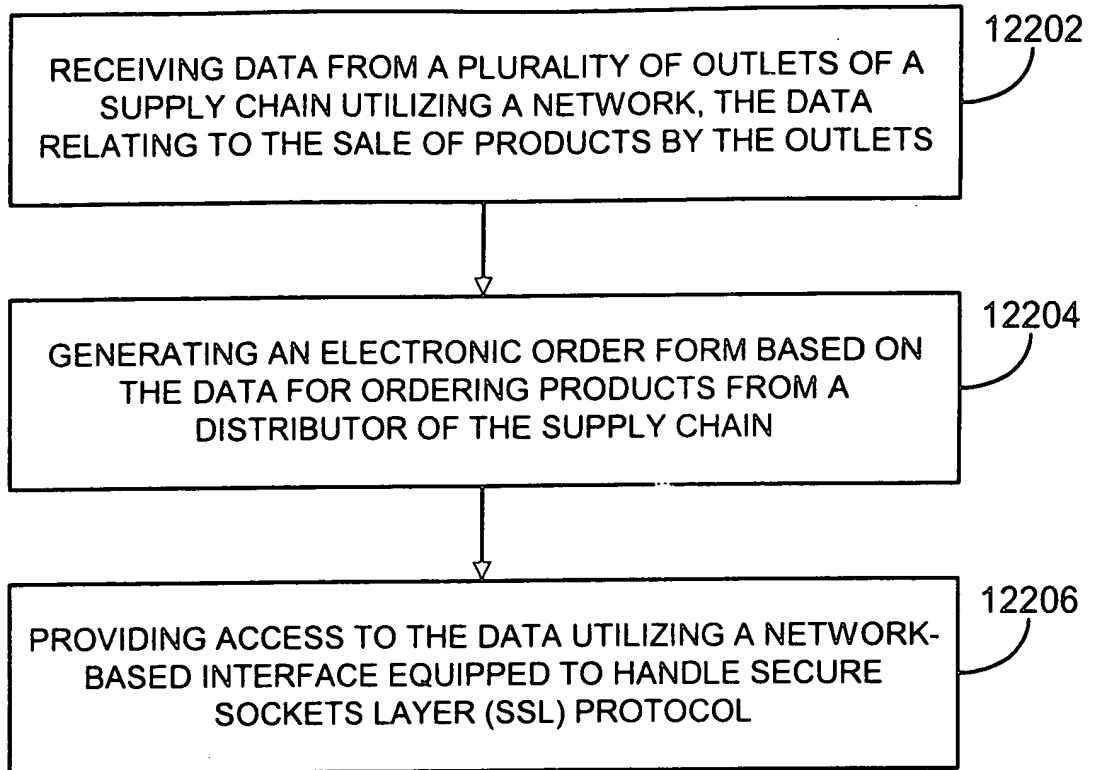 12202
RECEIVING DATA FROM A PLURALITY OF OUTLETS OF A
SUPPLY CHAIN UTILIZING A NETWORK, THE DATA
RELATING TO THE SALE OF PRODUCTS BY THE OUTLETS
12204
GENERATING AN ELECTRONIC ORDER FORM BASED ON
THE DATA FOR ORDERING PRODUCTS FROM A
DISTRIBUTOR OF THE SUPPLY CHAIN
12206
PROVIDING ACCESS TO THE DATA UTILIZING A NETWORK-
BASED INTERFACE EQUIPPED TO HANDLE SECURE
SOCKETS LAYER (SSL) PROTOCOL